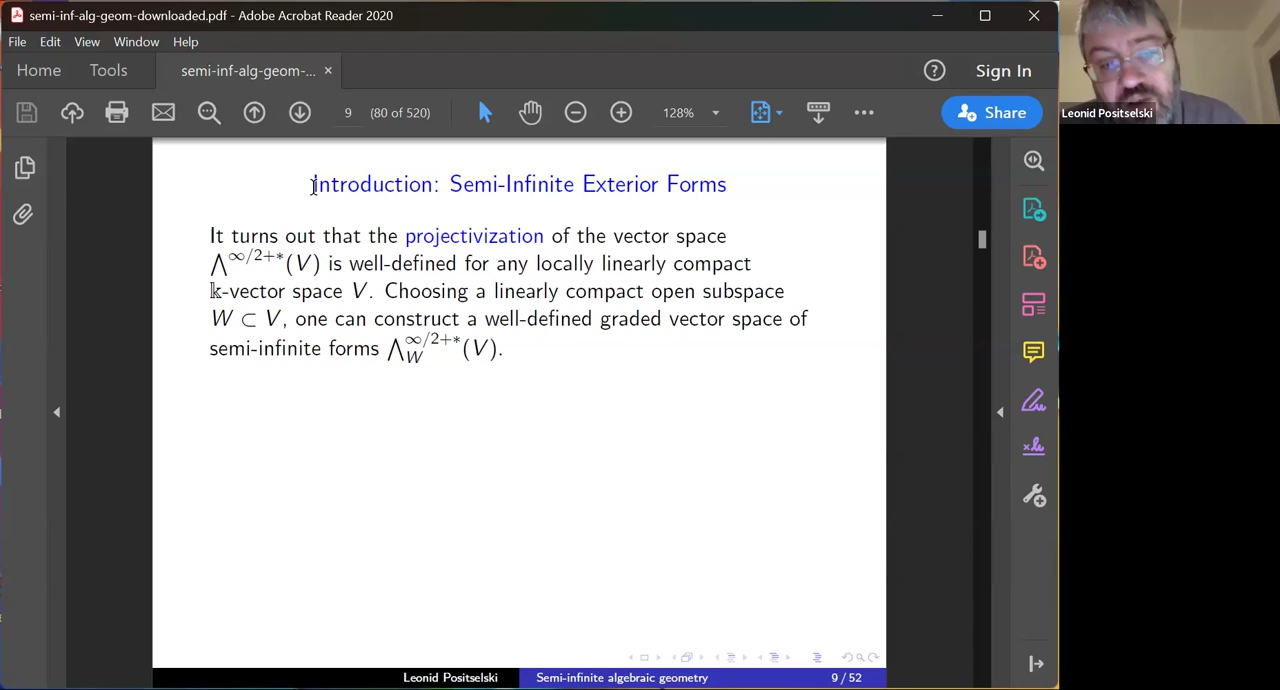 semi-inf-alg-geom-downloaded.pdf - Adobe Acrobat Reader 2020
File Edit View Window Help
Home Tools semi-inf-alg-geom-... × Sign In
9 (80 of 520) 128% Share
Leonid Positselski
Introduction: Semi-Infinite Exterior Forms
It turns out that the projectivization of the vector space
⋀^{∞/2+*}(V) is well-defined for any locally linearly compact
𝕜-vector space V. Choosing a linearly compact open subspace
W ⊂ V, one can construct a well-defined graded vector space of
semi-infinite forms ⋀_W^{∞/2+*}(V).
Leonid Positselski Semi-infinite algebraic geometry 9 / 52